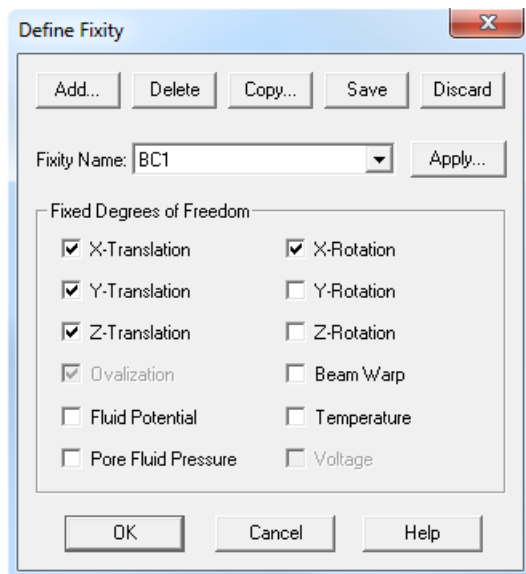 Define Fixity
Add... Delete Copy... Save Discard
Fixity Name: BC1 Apply...
Fixed Degrees of Freedom
X-Translation X-Rotation
Y-Translation Y-Rotation
Z-Translation Z-Rotation
Ovalization Beam Warp
Fluid Potential Temperature
Pore Fluid Pressure Voltage
OK Cancel Help